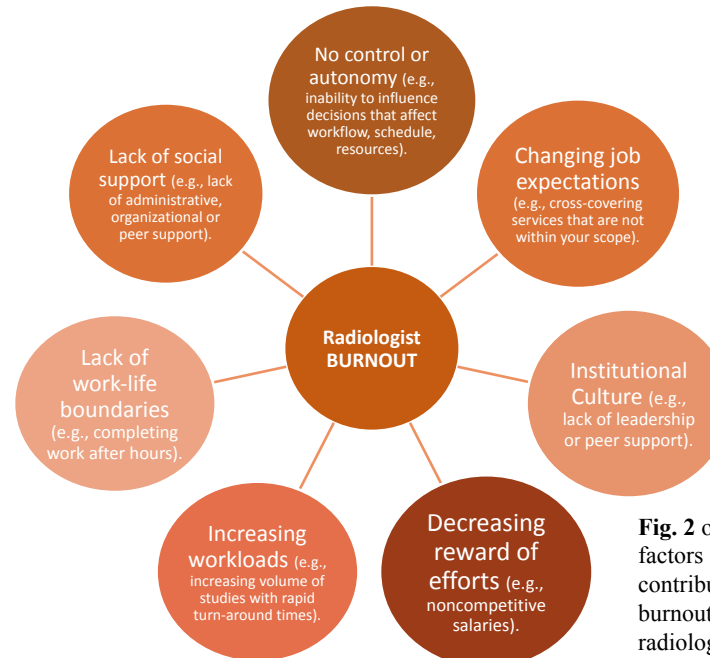 No control or
autonomy (e.g.,
inability to influence
decisions that affect
workflow, schedule,
resources).
Lack of social
support (e.g., lack
of administrative,
organizational or
peer support).
Changing job
expectations
(e.g., cross-covering
services that are not
within your scope).
Radiologist
BURNOUT
Lack of
work-life
boundaries
(e.g., completing
work after hours).
Institutional
Culture (e.g.,
lack of leadership
or peer support).
Increasing
workloads (e.g.,
increasing volume of
studies with rapid
turn-around times).
Decreasing
reward of
efforts (e.g.,
noncompetitive
salaries).
Fig. 2
factors
burnout